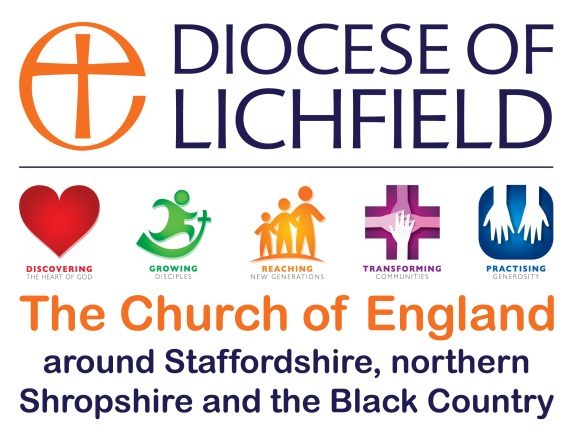 DIOCESE OF
LICHFIELD
DISCOVERING
THE HEART OF GOD
GROWING
DISCIPLES
REACHING
NEW GENERATIONS
TRANSFORMING
COMMUNITIES
PRACTISING
GENEROSITY
The Church of England
around Staffordshire, northern
Shropshire and the Black Country